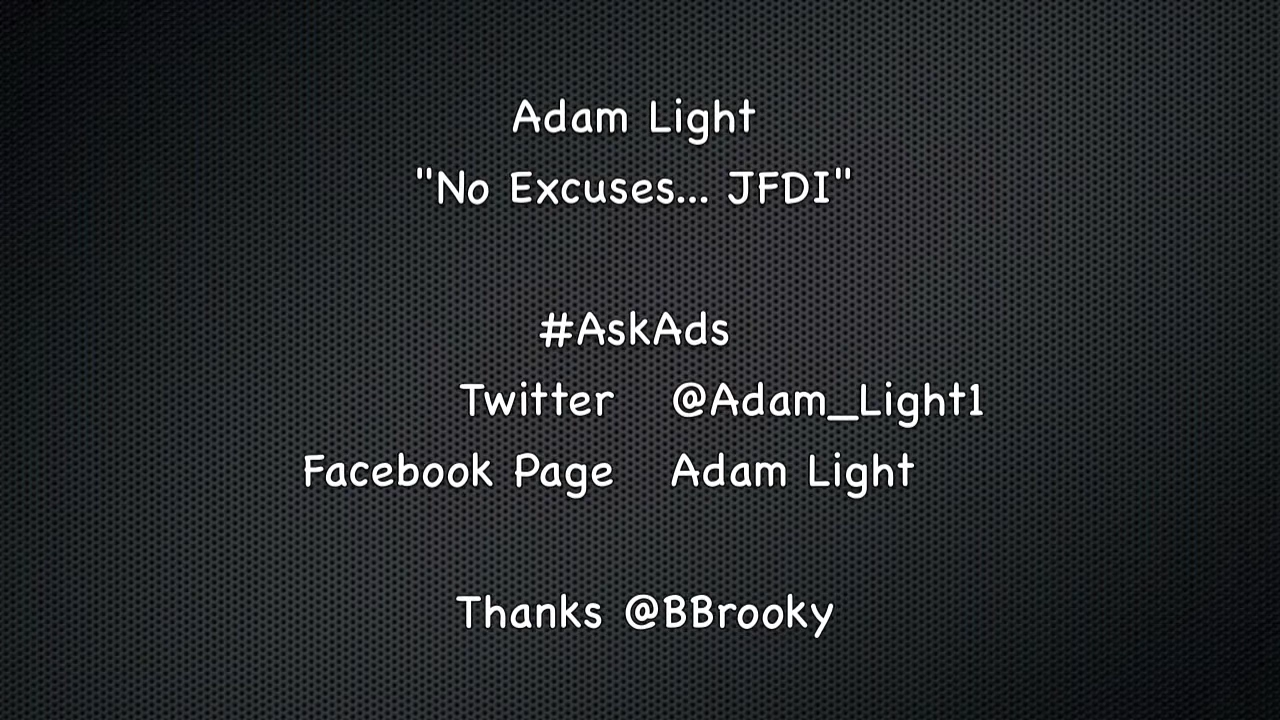 Adam Light
"No Excuses... JFDI"
#AskAds
Twitter @Adam_Light1
Facebook Page Adam Light
Thanks @BBrooky